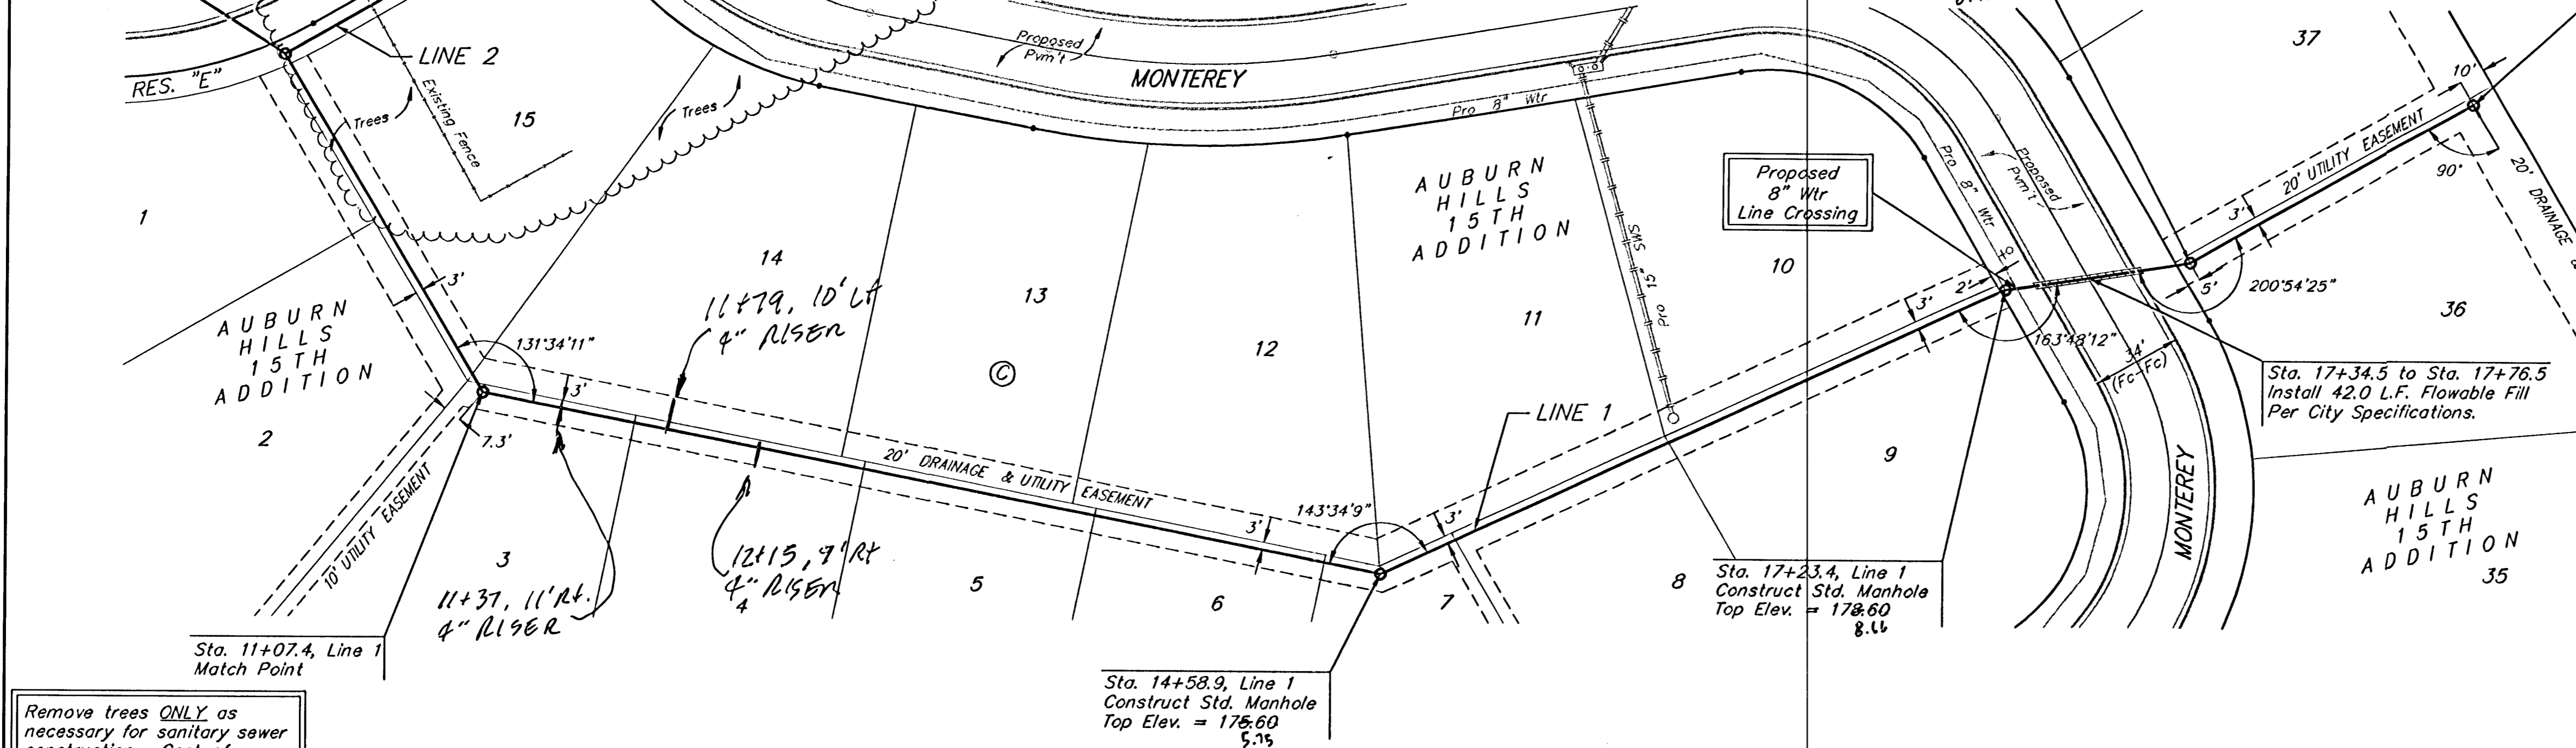 RES. "E"
LINE 2
Existing Fence
Trees
15
Trees
Proposed
Pvm't
MONTEREY
Pro 8" Wtr
37
10'
20' UTILITY EASEMENT
90°
20' DRAINAGE
3'
5'
200°54'25"
36
1
AUBURN
HILLS
15TH
ADDITION
2
3'
131°34'11"
3'
7.3'
10' UTILITY EASEMENT
14
11+79, 10' Lt
4" RISER
13
C
12
AUBURN
HILLS
15TH
ADDITION
11
Pro 15" SWS
10
Proposed
8" Wtr
Line Crossing
Pro 8" Wtr
Proposed
Pvm't
2'
3'
163°48'12"
34'
(Fc-Fc)
Sta. 17+34.5 to Sta. 17+76.5
Install 42.0 L.F. Flowable Fill
Per City Specifications.
LINE 1
9
MONTEREY
20' DRAINAGE & UTILITY EASEMENT
3'
143°34'9"
3'
3
11+37, 11' Rt.
4" RISER
12+15, 9' Rt
4" RISER
4
5
6
7
8
Sta. 17+23.4, Line 1
Construct Std. Manhole
Top Elev. = 178.60
8.66
AUBURN
HILLS
15TH
ADDITION
35
Sta. 11+07.4, Line 1
Match Point
Sta. 14+58.9, Line 1
Construct Std. Manhole
Top Elev. = 175.60
5.75
Remove trees ONLY as
necessary for sanitary sewer